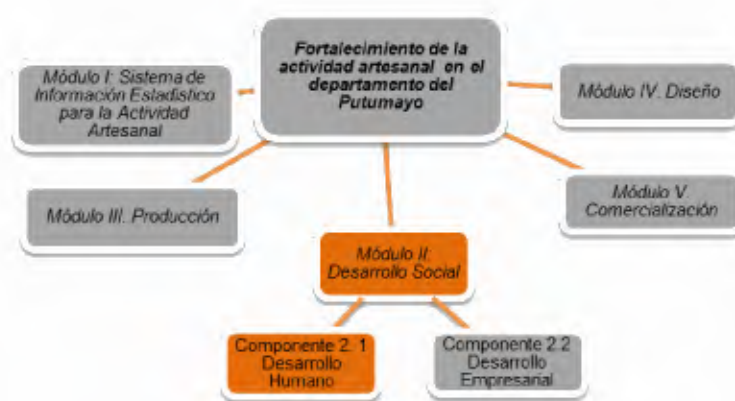 Fortalecimiento de la
actividad artesanal en el
departamento del
Putumayo
Módulo I: Sistema de
Información Estadístico
para la Actividad
Artesanal
Módulo IV. Diseño
Módulo III. Producción
Módulo V.
Comercialización
Módulo II:
Desarrollo Social
Componente 2. 1
Desarrollo
Humano
Componente 2.2
Desarrollo
Empresarial